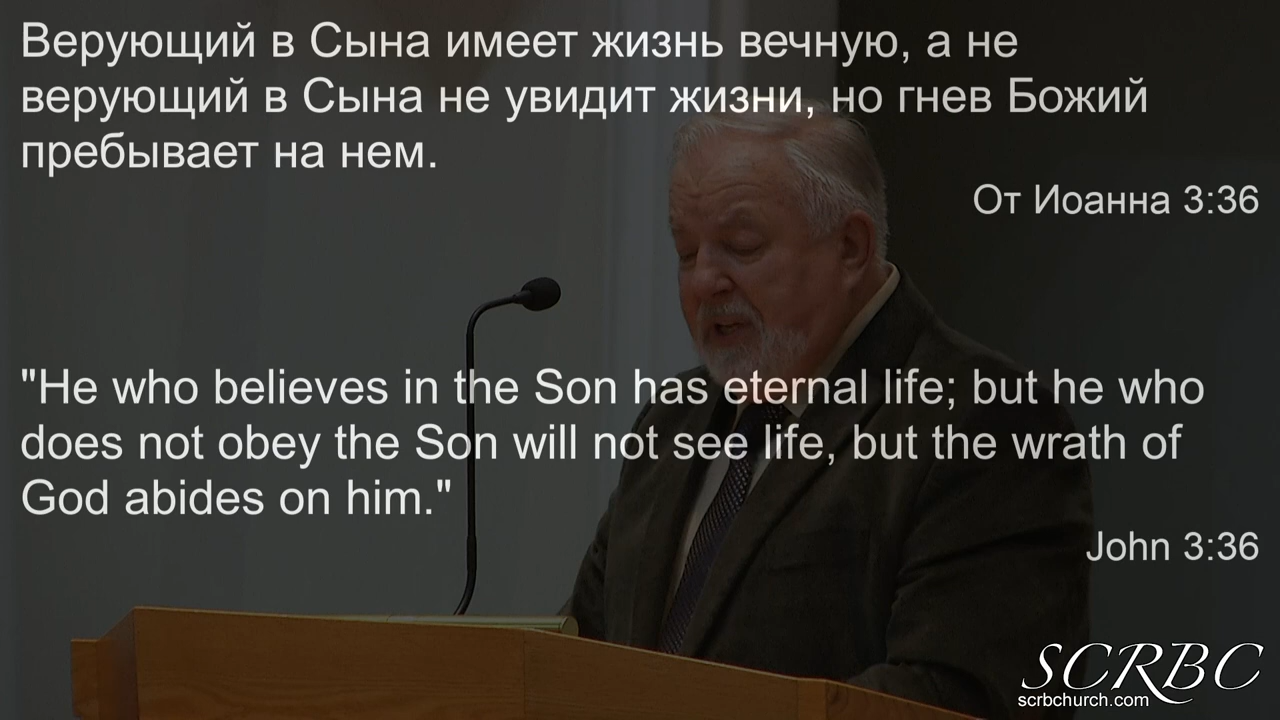 Верующий в Сына имеет жизнь вечную, а не
верующий в Сына не увидит жизни, но гнев Божий
пребывает на нем.
От Иоанна 3:36
"He who believes in the Son has eternal life; but he who
does not obey the Son will not see life, but the wrath of
God abides on him."
John 3:36
SCRBC
scrbchurch.com